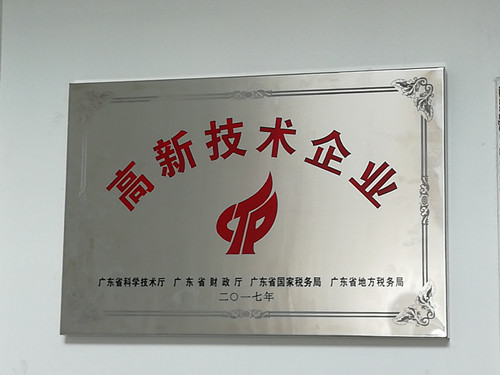 高新技术企业
广东省科学技术厅 广东省财政厅 广东省国家税务局 广东省地方税务局
二〇一七年